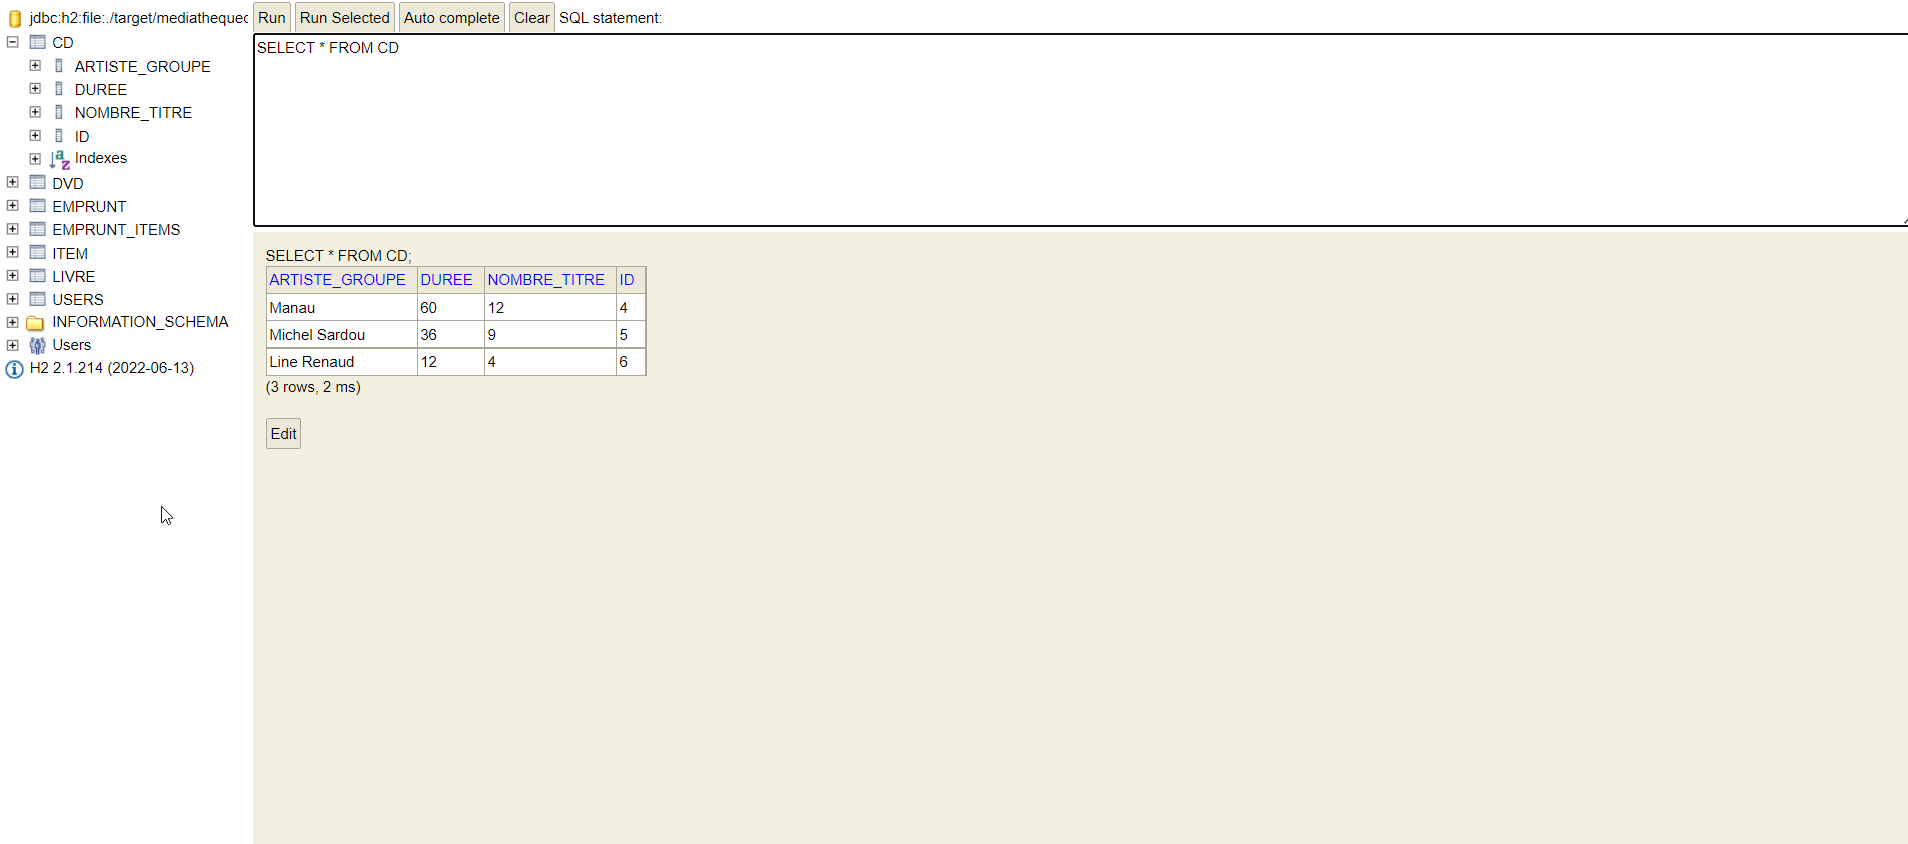 jdbc:h2:file:./target/mediathequec
CD
ARTISTE_GROUPE
DUREE
NOMBRE_TITRE
ID
Indexes
DVD
EMPRUNT
EMPRUNT_ITEMS
ITEM
LIVRE
USERS
INFORMATION_SCHEMA
Users
H2 2.1.214 (2022-06-13)
Run Run Selected Auto complete Clear SQL statement:
SELECT * FROM CD
SELECT * FROM CD;
ARTISTE_GROUPE DUREE NOMBRE_TITRE ID
Manau 60 12 4
Michel Sardou 36 9 5
Line Renaud 12 4 6
(3 rows, 2 ms)
Edit